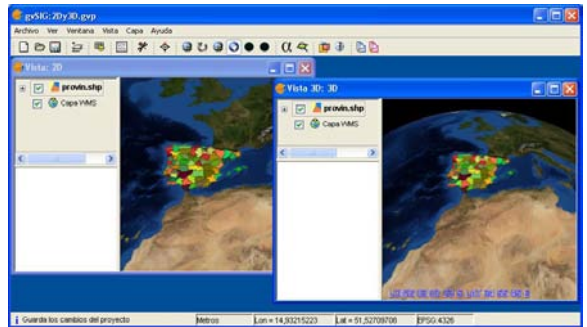 gvSIG:2Dy3D.gvp
Archivo Ver Ventana Vista Capa Ayuda
Vista: 2D
provin.shp
Capa WMS
Vista 3D: 3D
provin.shp
Capa WMS
Guarda los cambios del proyecto
Metros
Lon = 14,93215223
Lat = 51,52709706
EPSG:4326